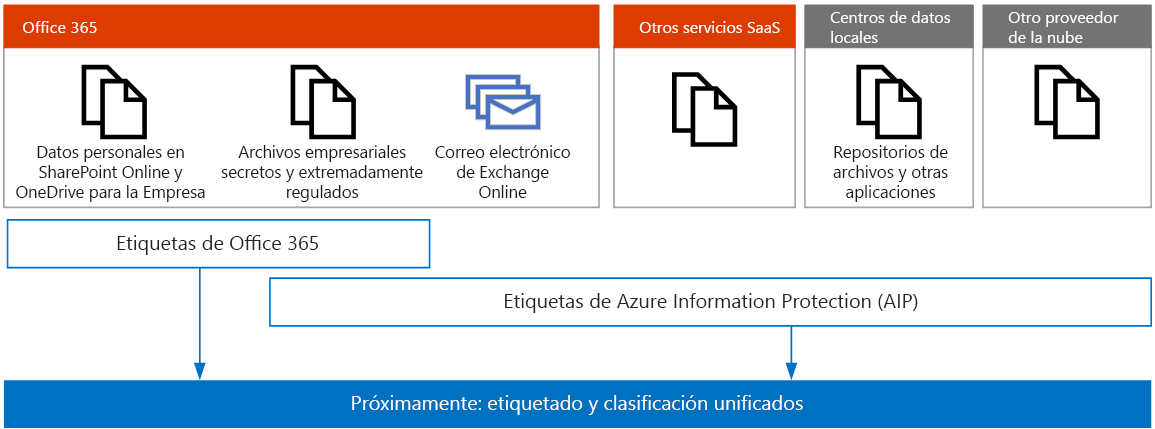 Office 365
Otros servicios SaaS
Centros de datos
locales
Otro proveedor
de la nube
Datos personales en
SharePoint Online y
OneDrive para la Empresa
Archivos empresariales
secretos y extremadamente
regulados
Correo electrónico
de Exchange
Online
Repositorios de
archivos y otras
aplicaciones
Etiquetas de Office 365
Etiquetas de Azure Information Protection (AIP)
Próximamente: etiquetado y clasificación unificados